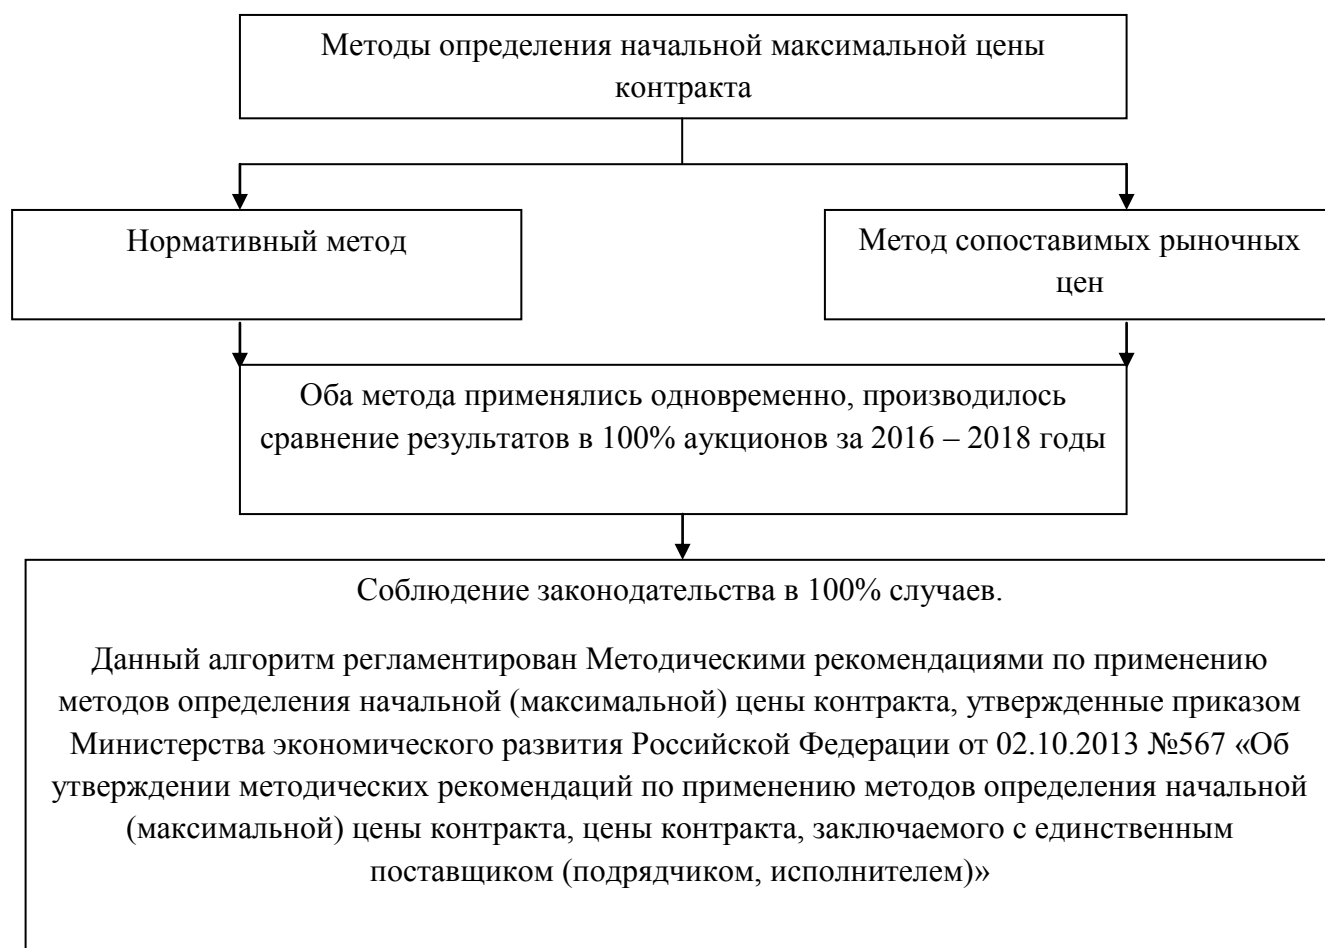 Методы определения начальной максимальной цены
контракта
Нормативный метод
Метод сопоставимых рыночных
цен
Оба метода применялись одновременно, производилось
сравнение результатов в 100% аукционов за 2016 – 2018 годы
Соблюдение законодательства в 100% случаев.
Данный алгоритм регламентирован Методическими рекомендациями по применению
методов определения начальной (максимальной) цены контракта, утвержденные приказом
Министерства экономического развития Российской Федерации от 02.10.2013 №567 «Об
утверждении методических рекомендаций по применению методов определения начальной
(максимальной) цены контракта, цены контракта, заключаемого с единственным
поставщиком (подрядчиком, исполнителем)»